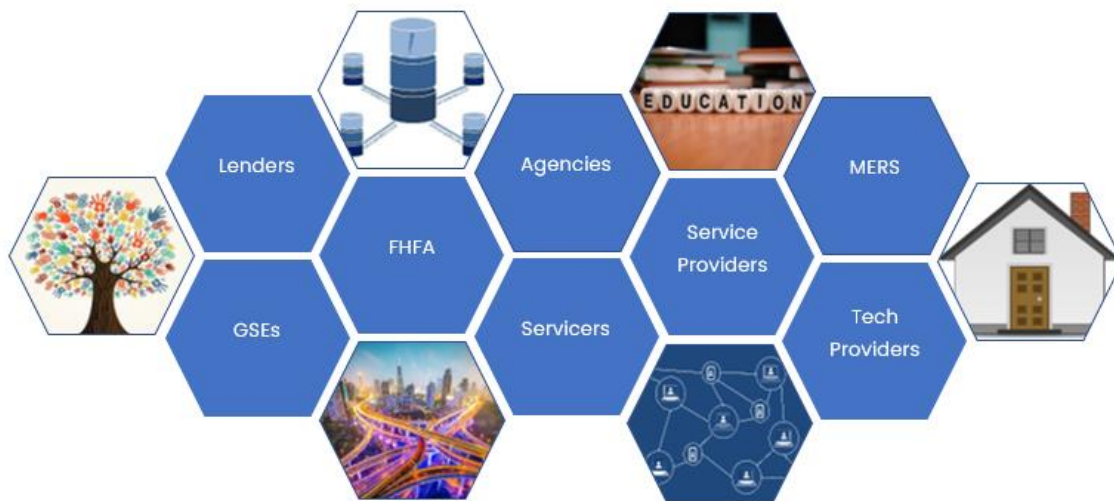 EDUCATION
Lenders
Agencies
MERS
FHFA
Service
Providers
GSEs
Servicers
Tech
Providers